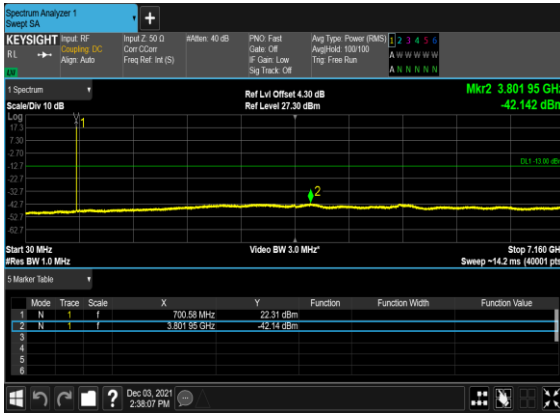 Spectrum Analyzer 1
Swept SA
+
KEYSIGHT Input: RF Input Z: 50 Ω #Atten: 40 dB PNO: Fast Avg Type: Power (RMS) 1 2 3 4 5 6
RL Coupling: DC Corr CCorr Gate: Off Avg|Hold: 100/100 A W W W W W
Align: Auto Freq Ref: Int (S) IF Gain: Low Trig: Free Run
Sig Track: Off A N N N N N
1 Spectrum
Scale/Div 10 dB Ref Lvl Offset 4.30 dB Mkr2 3.801 95 GHz
Ref Level 27.30 dBm -42.142 dBm
Log
17.3 1
7.30
-2.70
-12.7 DL1 -13.00 dBm
-22.7
-32.7 2
-42.7
-52.7
-62.7
Start 30 MHz Video BW 3.0 MHz* Stop 7.160 GHz
#Res BW 1.0 MHz Sweep ~14.2 ms (40001 pts)
5 Marker Table
Mode Trace Scale X Y Function Function Width Function Value
1 N 1 f 700.58 MHz 22.31 dBm
2 N 1 f 3.801 95 GHz -42.14 dBm
3
4
5
6
? Dec 03, 2021
2:38:07 PM